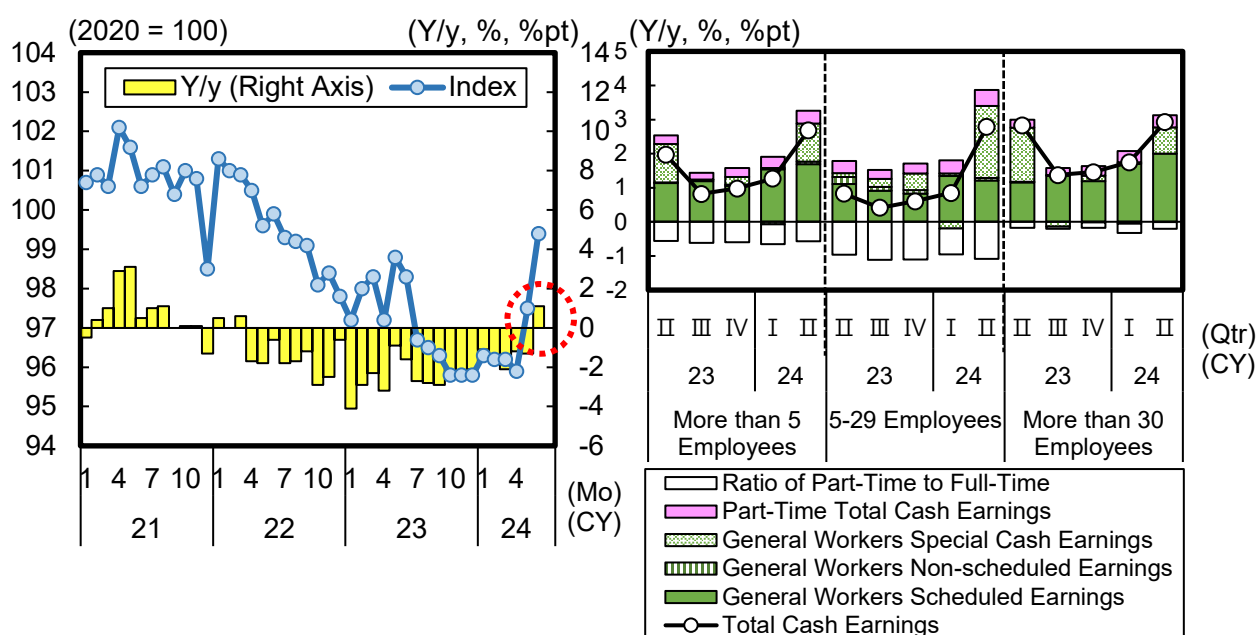 (2020 = 100)
(Y/y, %, %pt)
104
103
102
101
100
99
98
97
96
95
94
Y/y (Right Axis)
Index
14
12
10
8
6
4
2
0
-2
-4
-6
1 4 7 10 1 4 7 10 1 4 7 10 1 4
(Mo)
21 22 23 24
(CY)
(Y/y, %, %pt)
5
4
3
2
1
0
-1
-2
Ⅱ Ⅲ Ⅳ Ⅰ Ⅱ Ⅱ Ⅲ Ⅳ Ⅰ Ⅱ Ⅱ Ⅲ Ⅳ Ⅰ Ⅱ
(Qtr)
23 24 23 24 23 24
(CY)
More than 5
Employees
5-29 Employees
More than 30
Employees
Ratio of Part-Time to Full-Time
Part-Time Total Cash Earnings
General Workers Special Cash Earnings
General Workers Non-scheduled Earnings
General Workers Scheduled Earnings
Total Cash Earnings